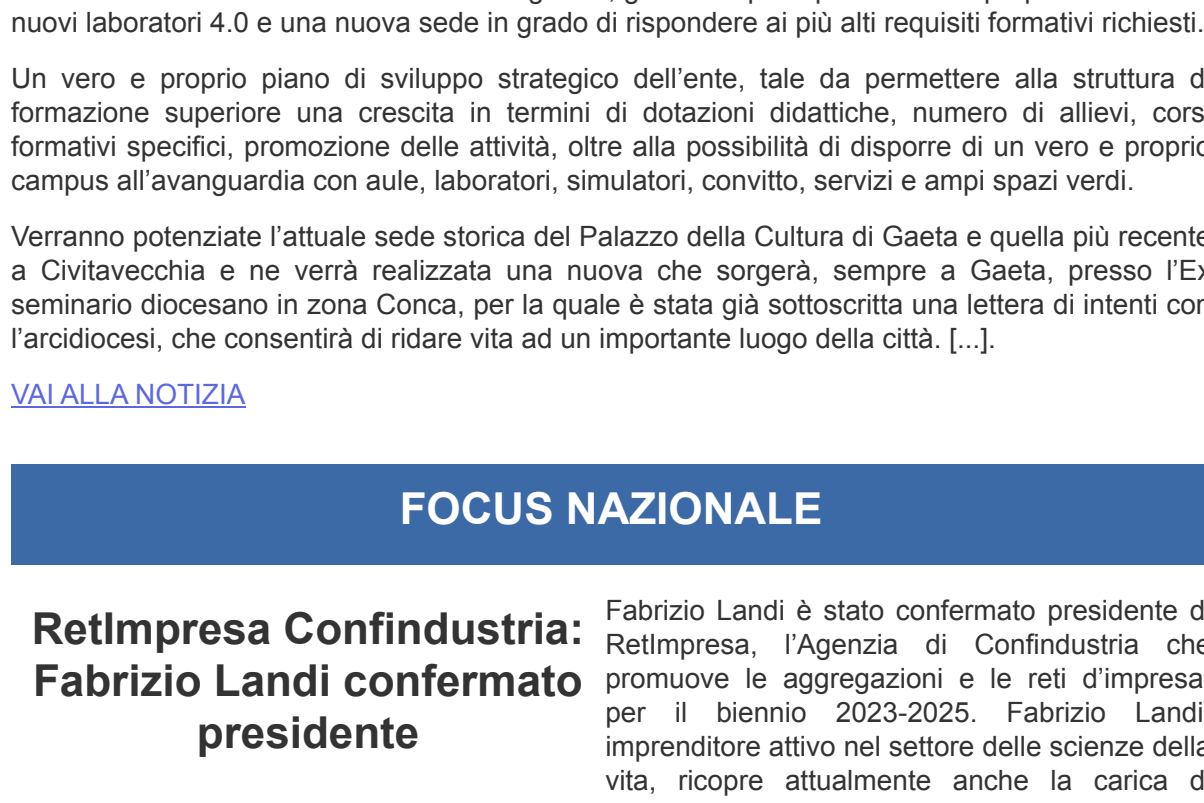 nuovi laboratori 4.0 e una nuova sede in grado di rispondere ai più alti requisiti formativi richiesti.
Un vero e proprio piano di sviluppo strategico dell’ente, tale da permettere alla struttura d
formazione superiore una crescita in termini di dotazioni didattiche, numero di allievi, cors
formativi specifici, promozione delle attività, oltre alla possibilità di disporre di un vero e proprio
campus all’avanguardia con aule, laboratori, simulatori, convitto, servizi e ampi spazi verdi.
Verranno potenziate l’attuale sede storica del Palazzo della Cultura di Gaeta e quella più recente
a Civitavecchia e ne verrà realizzata una nuova che sorgerà, sempre a Gaeta, presso l’Ex
seminario diocesano in zona Conca, per la quale è stata già sottoscritta una lettera di intenti con
l’arcidiocesi, che consentirà di ridare vita ad un importante luogo della città. [...].
VAI ALLA NOTIZIA
FOCUS NAZIONALE
RetImpresa Confindustria:
Fabrizio Landi confermato
presidente
Fabrizio Landi è stato confermato presidente d
RetImpresa, l’Agenzia di Confindustria che
promuove le aggregazioni e le reti d’impresa
per il biennio 2023-2025. Fabrizio Landi
imprenditore attivo nel settore delle scienze della
vita, ricopre attualmente anche la carica d